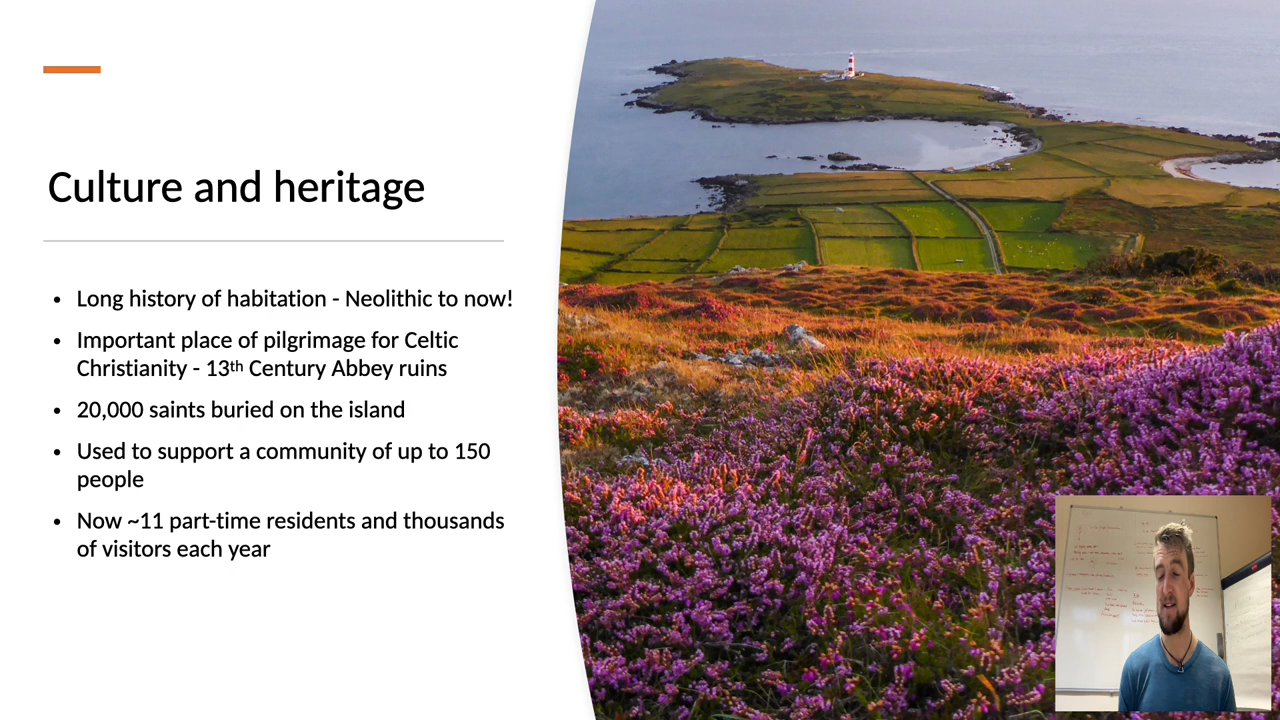 Culture and heritage
• Long history of habitation - Neolithic to now!
• Important place of pilgrimage for Celtic
Christianity - 13th Century Abbey ruins
• 20,000 saints buried on the island
• Used to support a community of up to 150
people
• Now ~11 part-time residents and thousands
of visitors each year